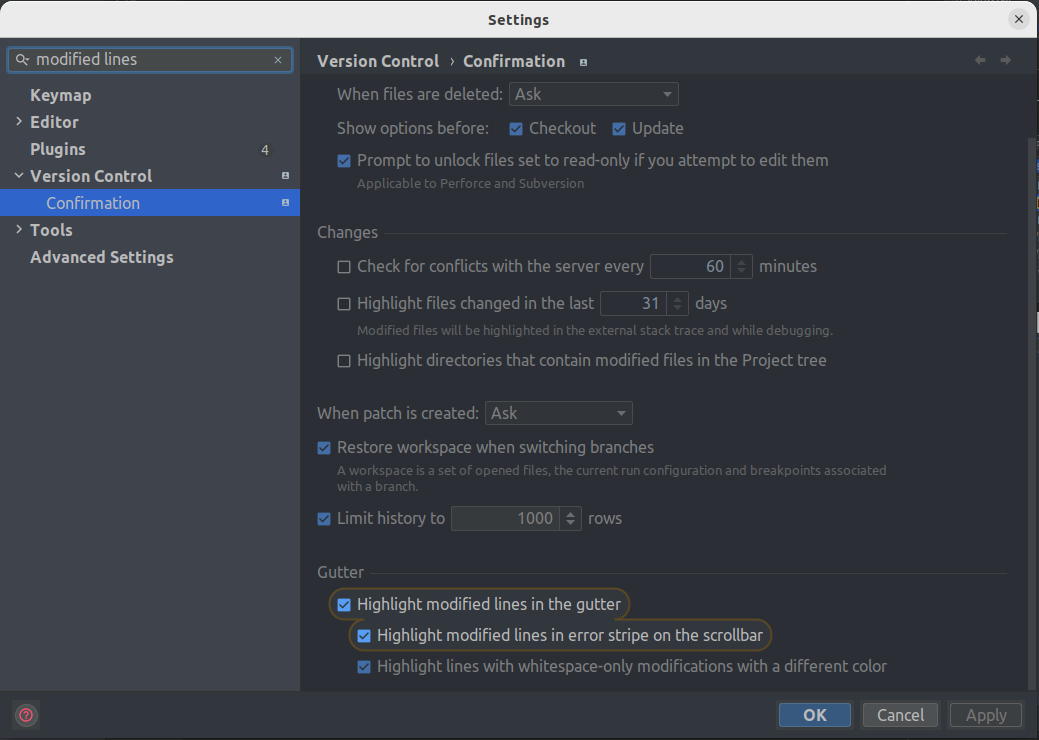 Settings
modified lines
Version Control › Confirmation
Keymap
Editor
Plugins 4
Version Control
Confirmation
Tools
Advanced Settings
When files are deleted: Ask
Show options before: Checkout Update
Prompt to unlock files set to read-only if you attempt to edit them
Applicable to Perforce and Subversion
Changes
Check for conflicts with the server every 60 minutes
Highlight files changed in the last 31 days
Modified files will be highlighted in the external stack trace and while debugging.
Highlight directories that contain modified files in the Project tree
When patch is created: Ask
Restore workspace when switching branches
A workspace is a set of opened files, the current run configuration and breakpoints associated
with a branch.
Limit history to 1000 rows
Gutter
Highlight modified lines in the gutter
Highlight modified lines in error stripe on the scrollbar
Highlight lines with whitespace-only modifications with a different color
?
OK Cancel Apply